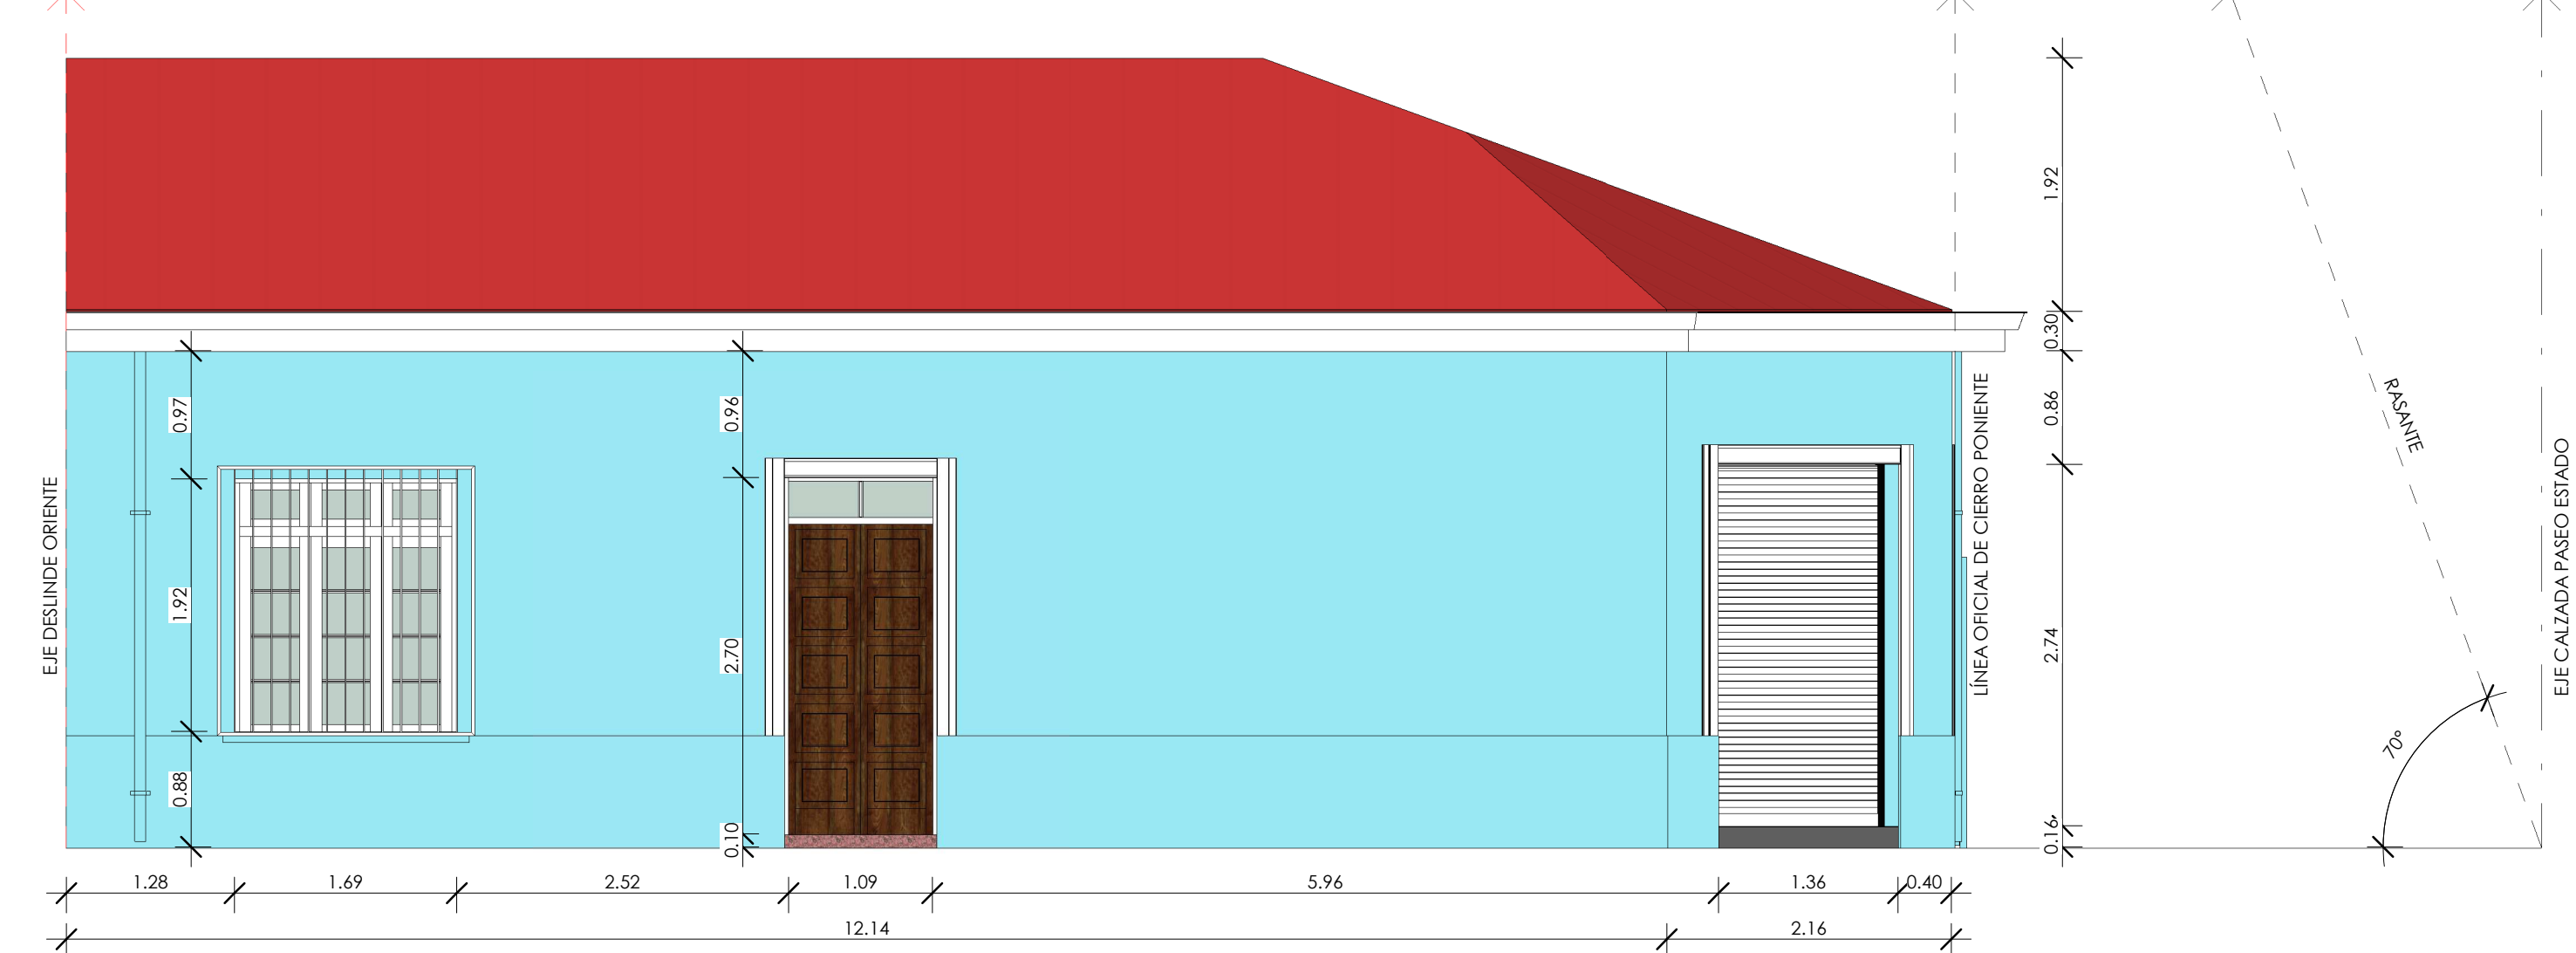 EJE DESLINDE ORIENTE
0.97
1.92
0.88
0.96
2.70
0.10
LÍNEA OFICIAL DE CIERRO PONIENTE
1.92
0.30
0.86
2.74
0.16
RASANTE
70°
EJE CALZADA PASEO ESTADO
1.28 1.69 2.52 1.09 5.96 1.36 0.40
12.14 2.16